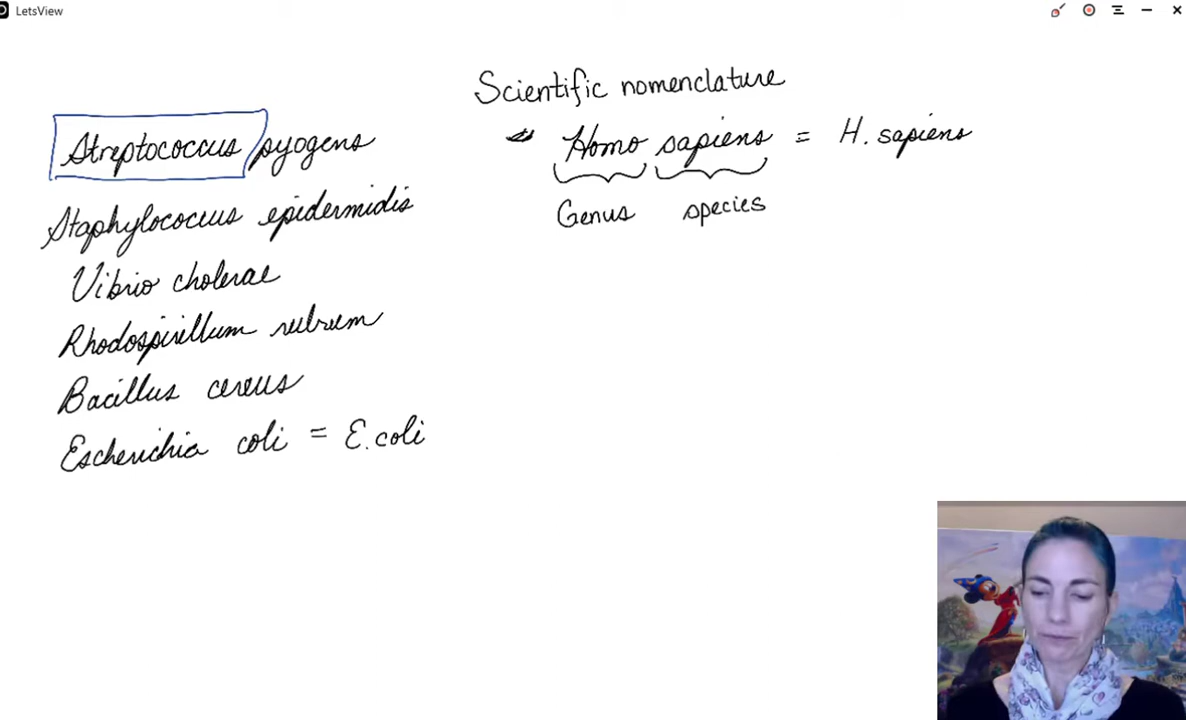 LetsView
Scientific nomenclature
Homo sapiens = H. sapiens
Genus species
Streptococcus pyogens
Staphylococcus epidermidis
Vibrio cholerae
Rhodospirillum rubrum
Bacillus cereus
Escherichia coli = E. coli